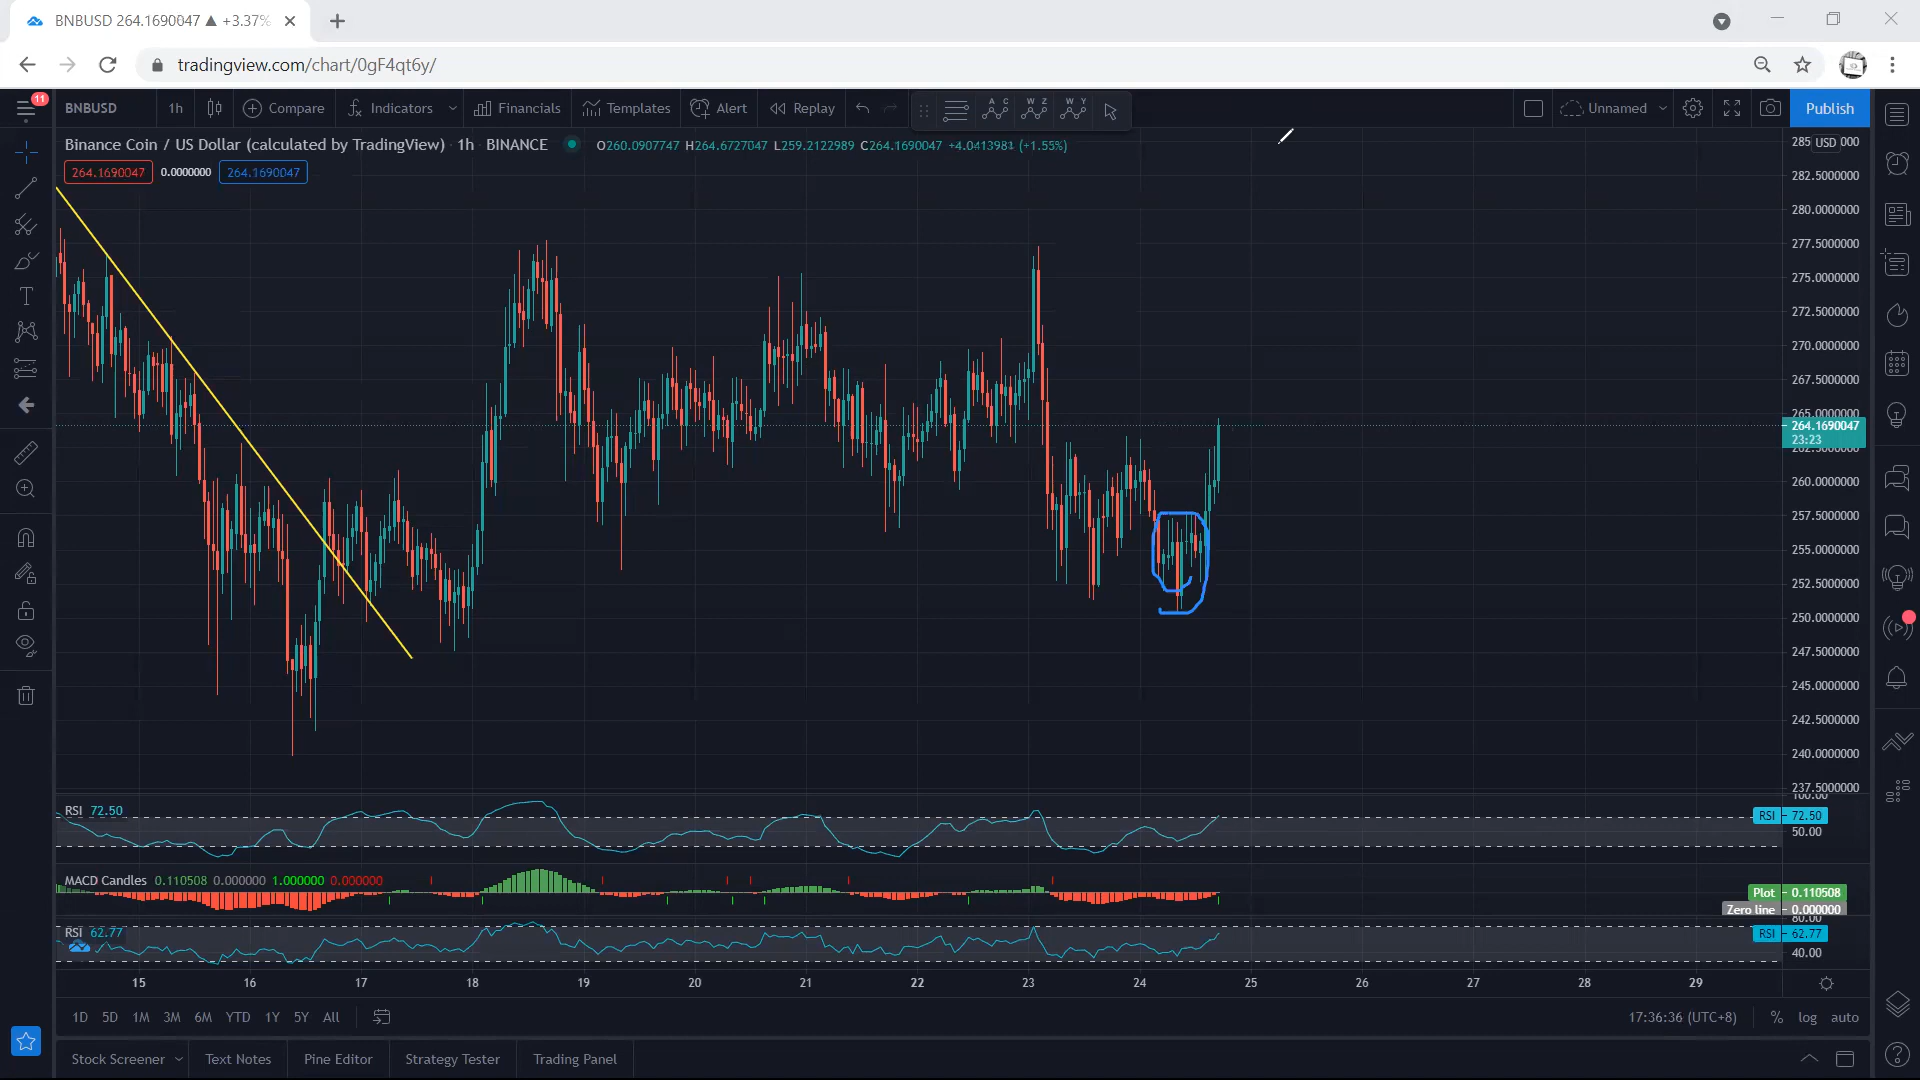 BNBUSD 264.1690047 ▲ +3.37%
tradingview.com/chart/0gF4qt6y/
11
BNBUSD 1h Compare Indicators Financials Templates Alert Replay A C W Z W Y Unnamed Publish
Binance Coin / US Dollar (calculated by TradingView) · 1h · BINANCE O260.0907747 H264.6727047 L259.2122989 C264.1690047 +4.0413981 (+1.55%)
264.1690047 0.0000000 264.1690047
USD
282.5000000
280.0000000
277.5000000
275.0000000
272.5000000
270.0000000
267.5000000
265.0000000
264.1690047
23:23
262.5000000
260.0000000
257.5000000
255.0000000
252.5000000
250.0000000
247.5000000
245.0000000
242.5000000
240.0000000
237.5000000
100.00
RSI 72.50
RSI 72.50
50.00
MACD Candles 0.110508 0.000000 1.000000 0.000000
Plot 0.110508
Zero line 0.000000
80.00
RSI 62.77
RSI 62.77
40.00
15 16 17 18 19 20 21 22 23 24 25 26 27 28 29
1D 5D 1M 3M 6M YTD 1Y 5Y All 17:36:36 (UTC+8) % log auto
Stock Screener Text Notes Pine Editor Strategy Tester Trading Panel